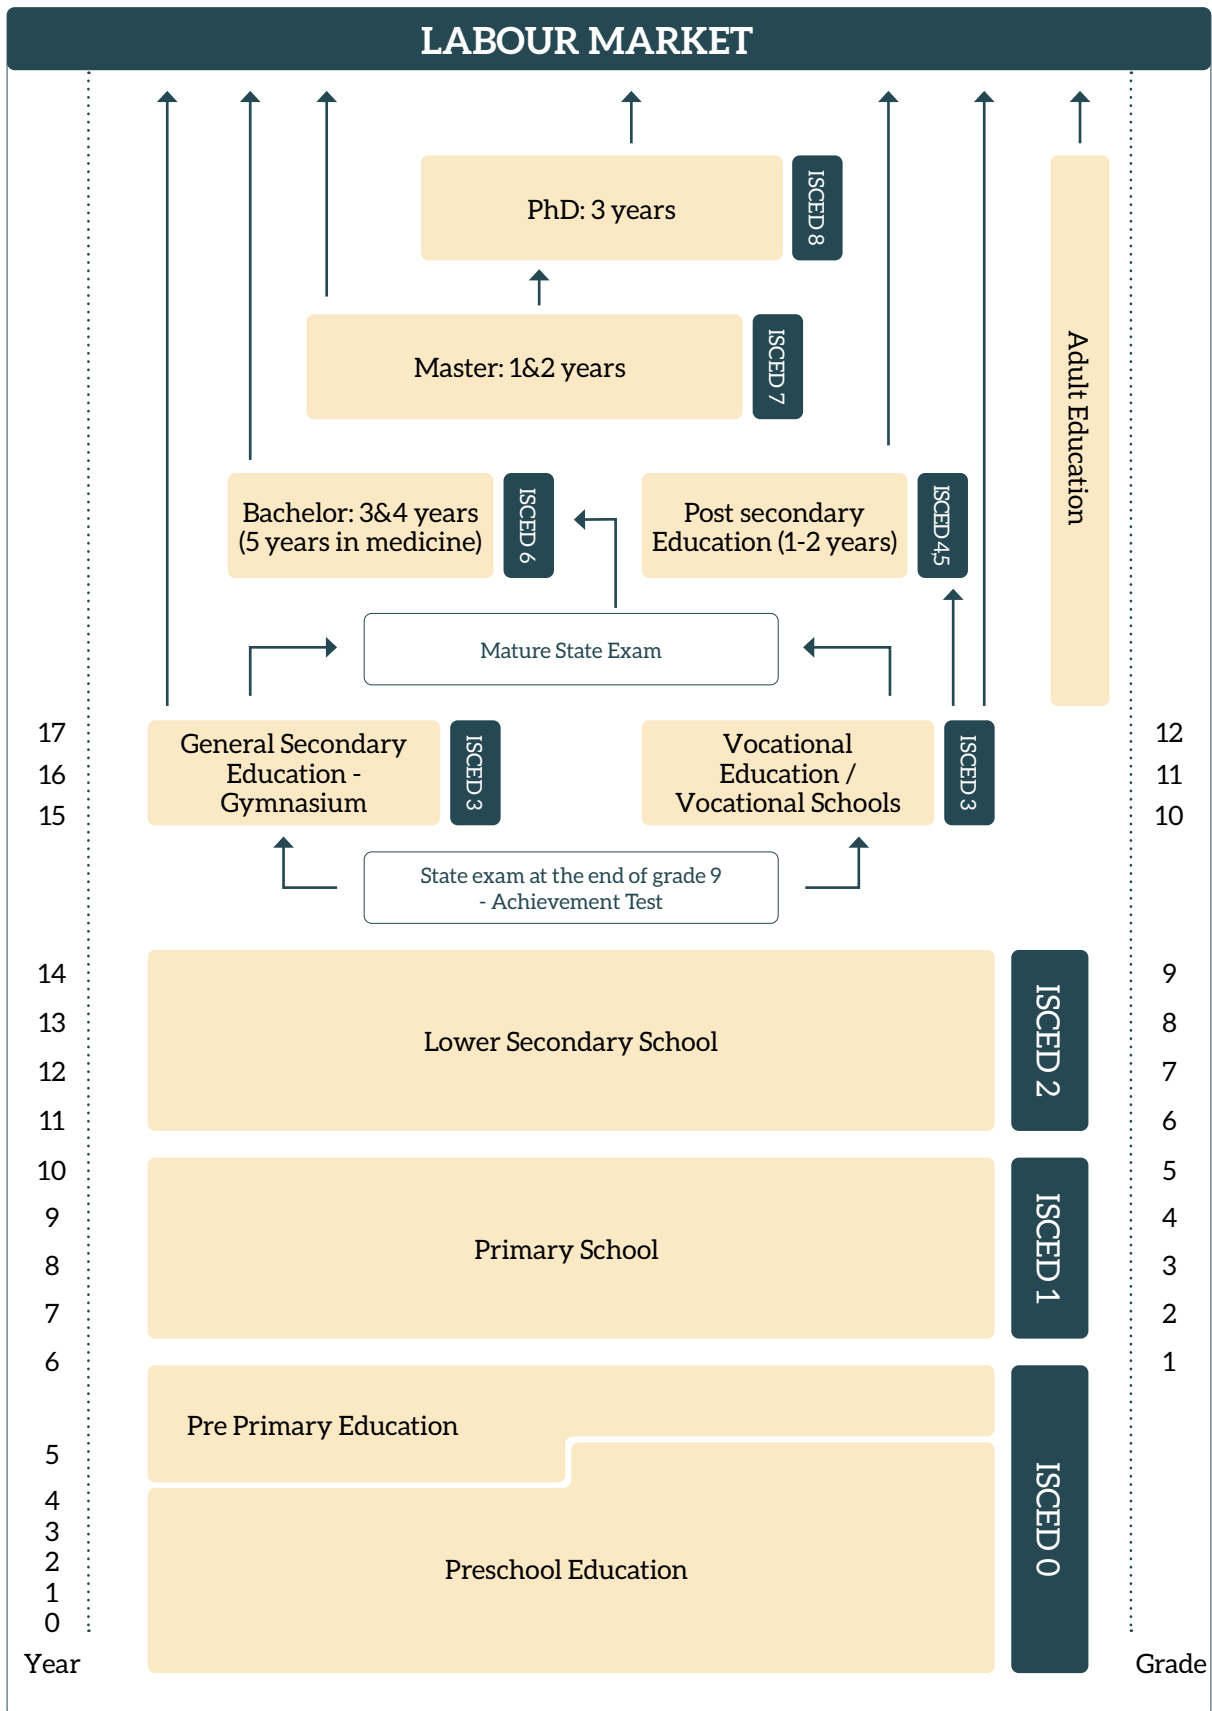 LABOUR MARKET
PhD: 3 years
ISCED 8
Master: 1&2 years
ISCED 7
Adult Education
Bachelor: 3&4 years
(5 years in medicine)
ISCED 6
Post secondary
Education (1-2 years)
ISCED 4,5
Mature State Exam
17
16
15
General Secondary
Education -
Gymnasium
ISCED 3
Vocational
Education /
Vocational Schools
ISCED 3
12
11
10
State exam at the end of grade 9
- Achievement Test
14
13
12
11
Lower Secondary School
ISCED 2
9
8
7
6
10
9
8
7
6
Primary School
ISCED 1
5
4
3
2
1
Pre Primary Education
5
4
3
2
1
0
Preschool Education
ISCED 0
Year
Grade